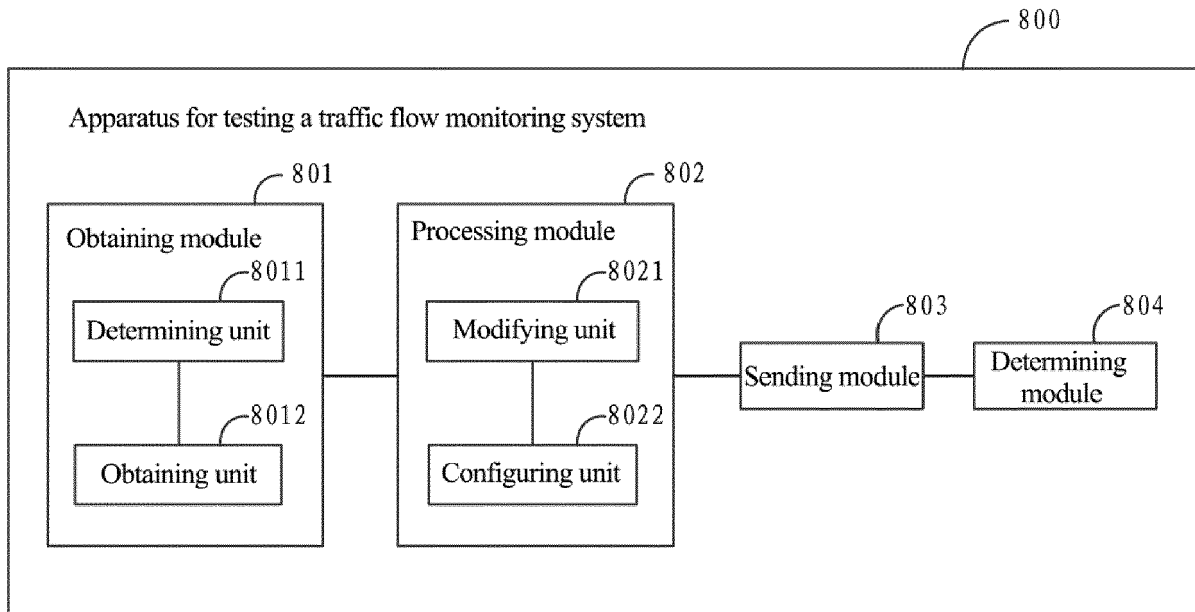 800
Apparatus for testing a traffic flow monitoring system
801
802
Obtaining module
Processing module
8011
8021
Determining unit
Modifying unit
803
804
Sending module
Determining
module
8012
8022
Obtaining unit
Configuring unit